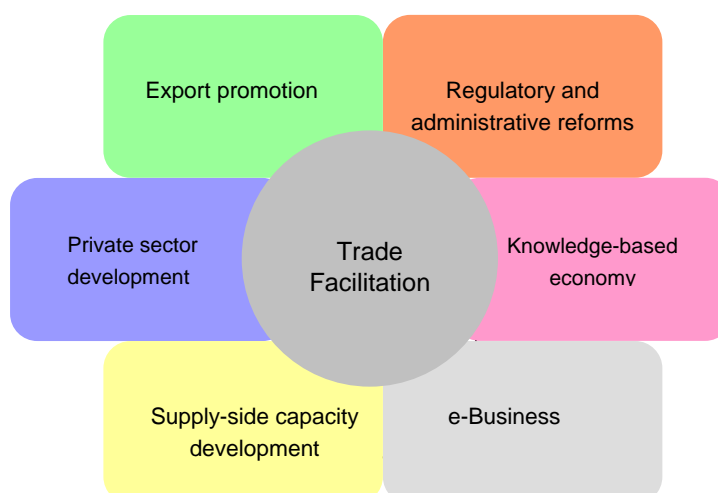 Export promotion
Regulatory and
administrative reforms
Private sector
development
Trade
Facilitation
Knowledge-based
economy
Supply-side capacity
development
e-Business